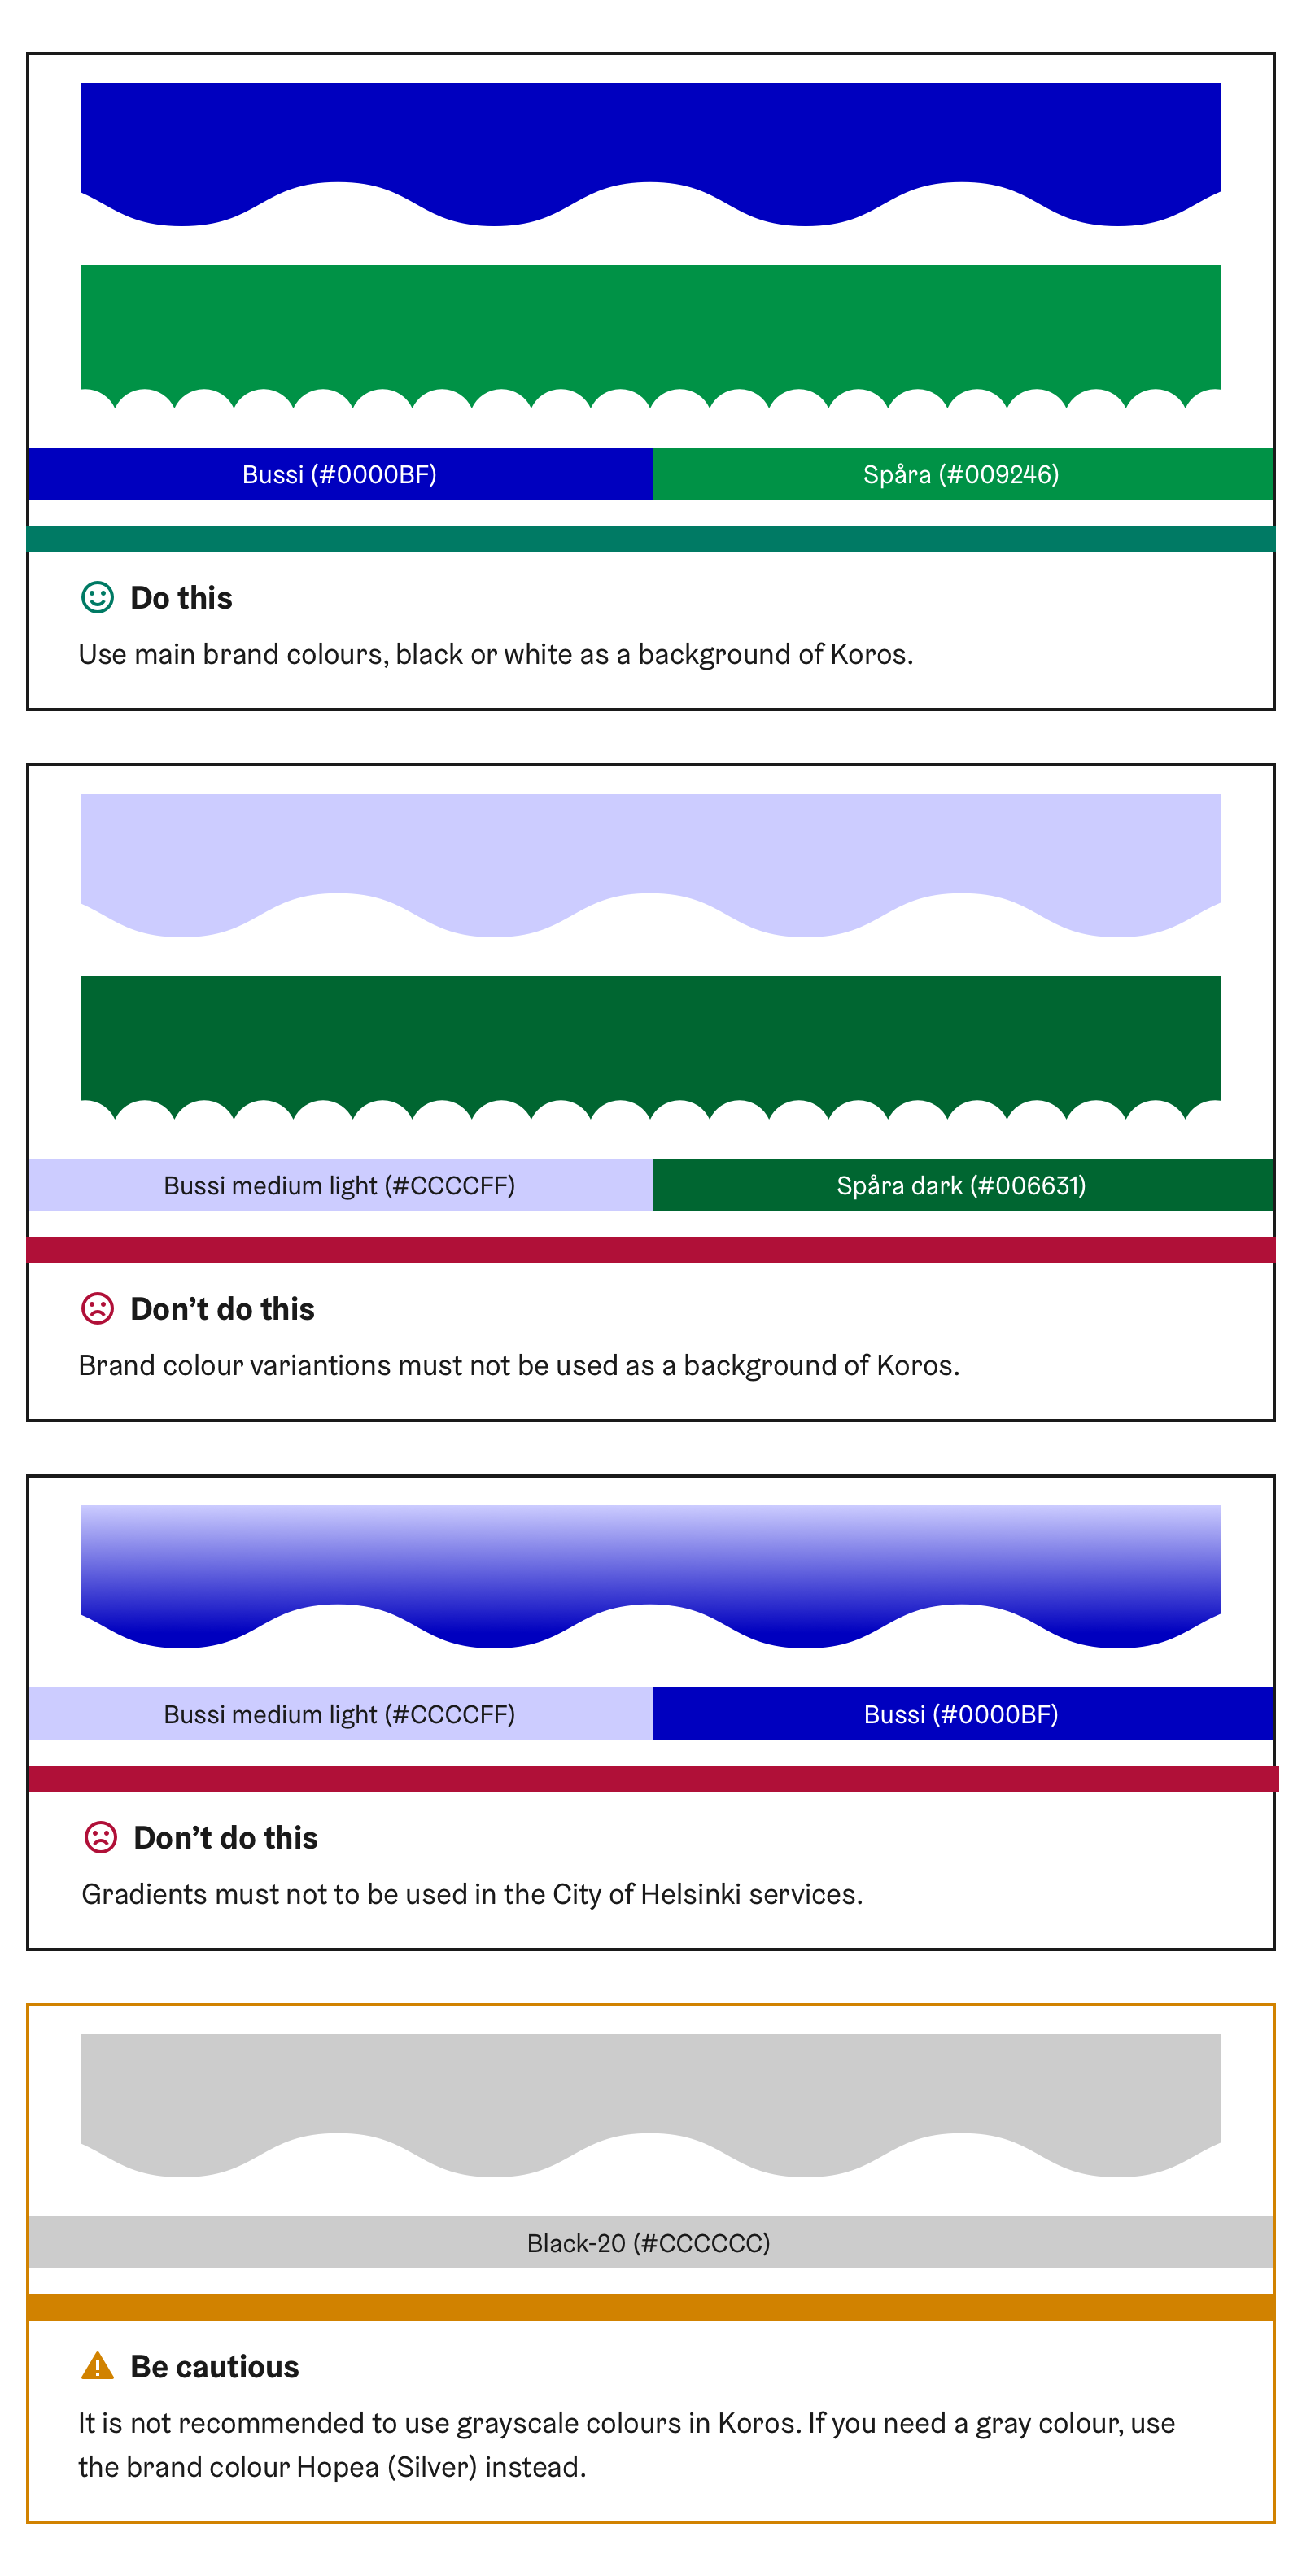 Bussi (#0000BF)
Spåra (#009246)
Do this
Use main brand colours, black or white as a background of Koros.
Bussi medium light (#CCCCFF)
Spåra dark (#006631)
Don’t do this
Brand colour variantions must not be used as a background of Koros.
Bussi medium light (#CCCCFF)
Bussi (#0000BF)
Don’t do this
Gradients must not to be used in the City of Helsinki services.
Black-20 (#CCCCCC)
Be cautious
It is not recommended to use grayscale colours in Koros. If you need a gray colour, use
the brand colour Hopea (Silver) instead.